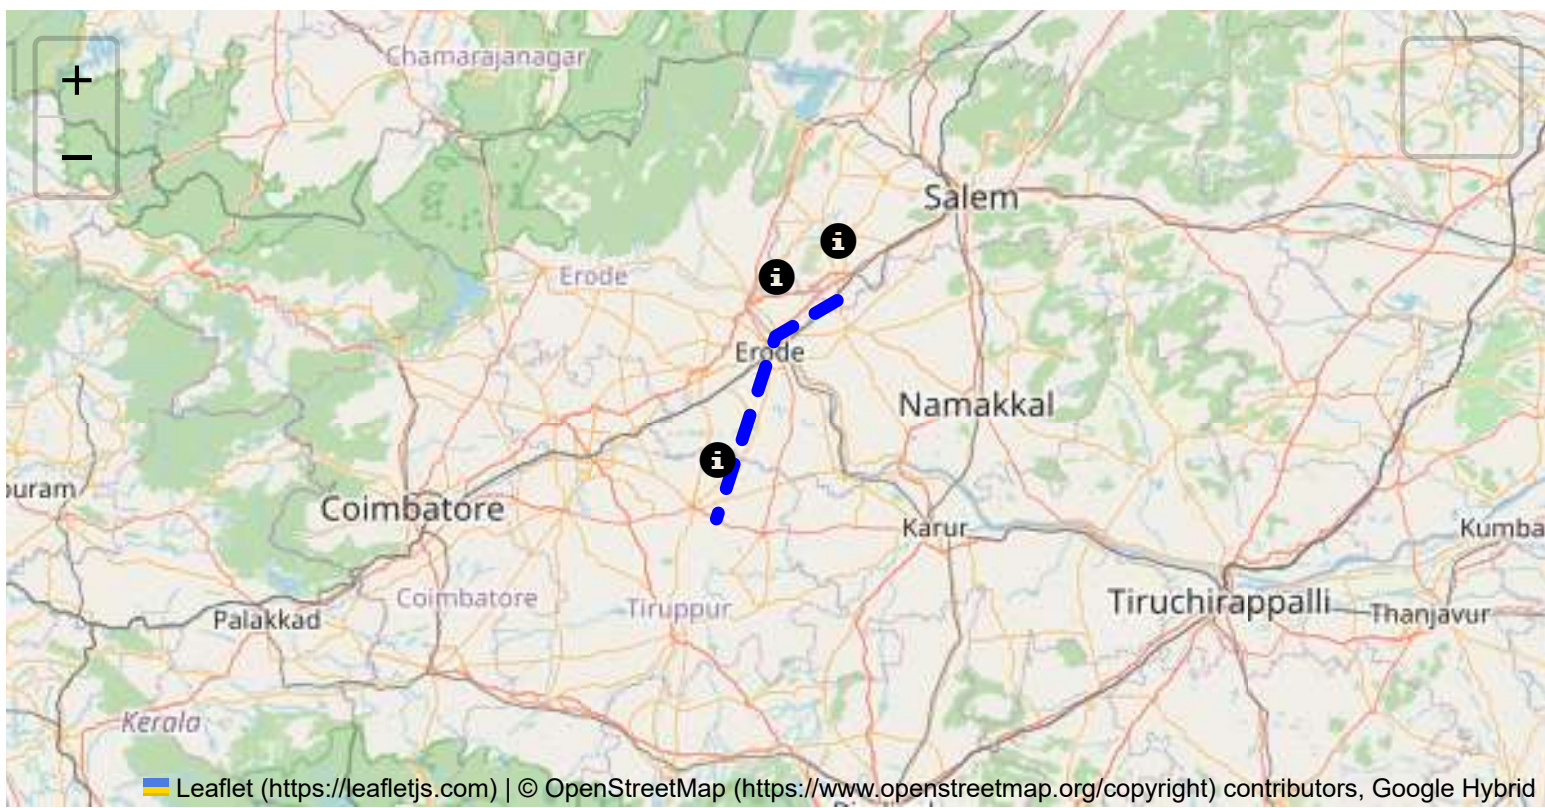 Chamarajanagar
+
−
Salem
Erode
Erode
Namakkal
ouram
Coimbatore
Karur
Kumba
Coimbatore
Tiruppur
Tiruchirappalli
Thanjavur
Palakkad
Kerala
Leaflet (https://leafletjs.com) | © OpenStreetMap (https://www.openstreetmap.org/copyright) contributors, Google Hybrid